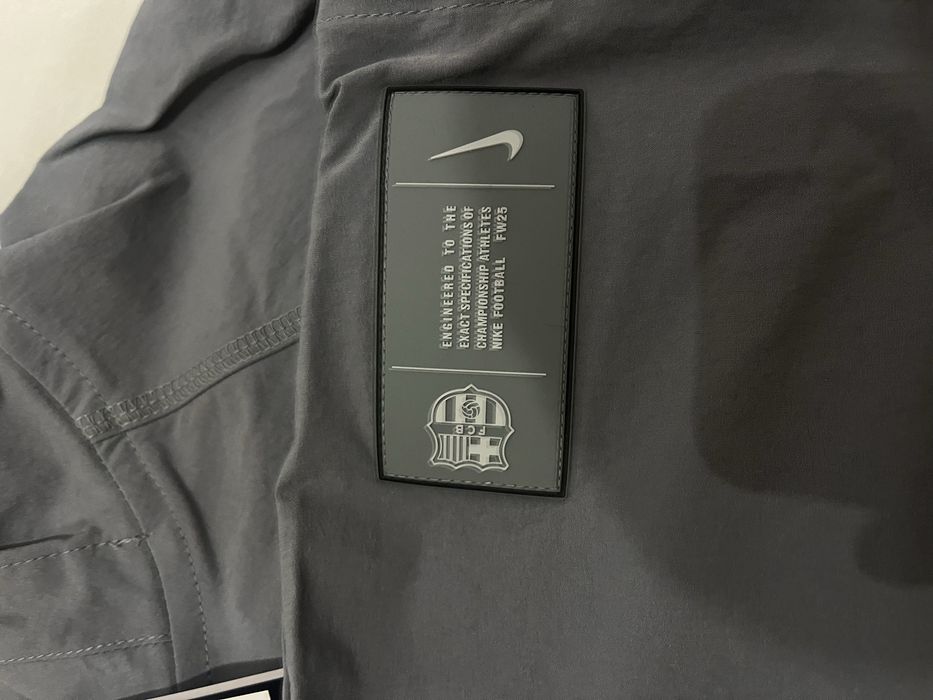 ENGINEERED TO THE
EXACT SPECIFICATIONS OF
CHAMPIONSHIP ATHLETES
NIKE FOOTBALL FW25
FCB